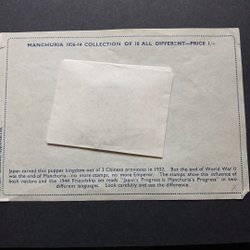 MANCHURIA 1936-44 COLLECTION OF 10 ALL DIFFERENT—PRICE 1/-
Japan carved this puppet kingdom out of 3 Chinese provinces in 1932. But the end of World War II
was the end of Manchuria - no more stamps, no more Emperor. The stamps show the influence of
both nations and the 1944 Friendship set reads "Japan's Progress is Manchuria's Progress" in two
different languages. Look carefully and see the difference.